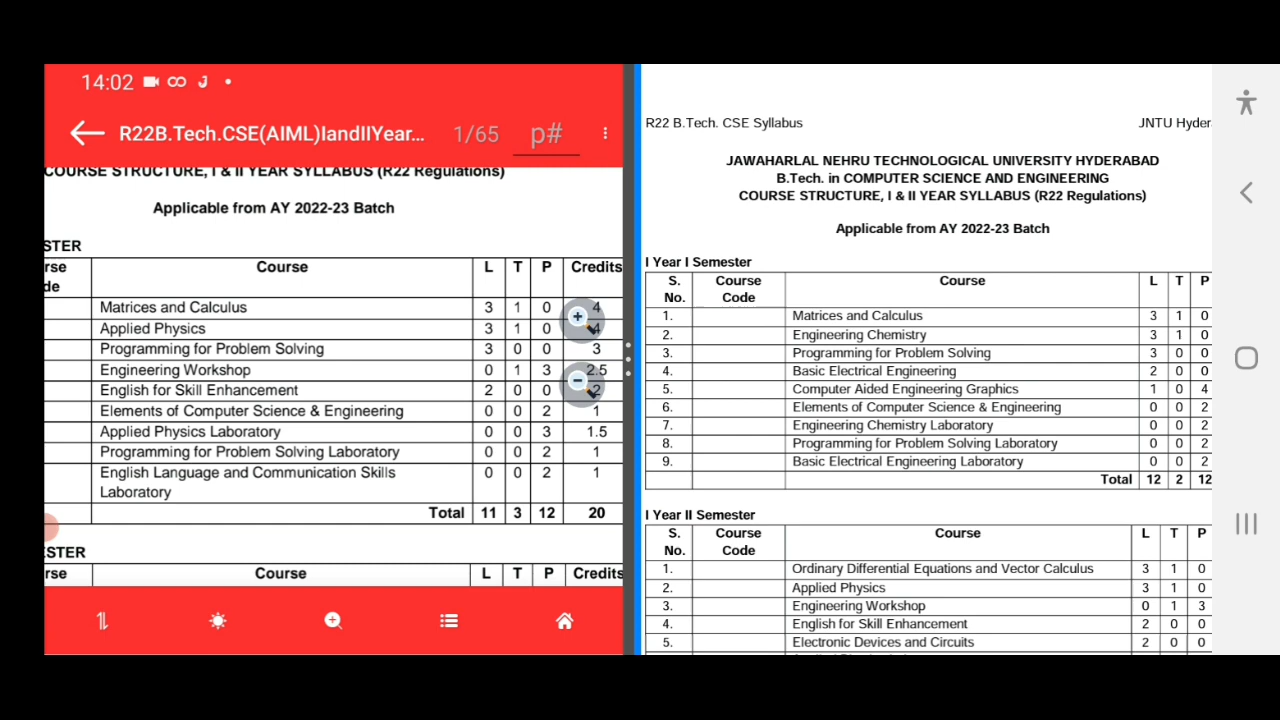 14:02
R22B.Tech.CSE(AIML)IandIIYear... 1/65 p#
COURSE STRUCTURE, I & II YEAR SYLLABUS (R22 Regulations)
Applicable from AY 2022-23 Batch
STER
rse Course L T P Credits
de
Matrices and Calculus 3 1 0 4
Applied Physics 3 1 0 4
Programming for Problem Solving 3 0 0 3
Engineering Workshop 0 1 3 2.5
English for Skill Enhancement 2 0 0 2
Elements of Computer Science & Engineering 0 0 2 1
Applied Physics Laboratory 0 0 3 1.5
Programming for Problem Solving Laboratory 0 0 2 1
English Language and Communication Skills 0 0 2 1
Laboratory
Total 11 3 12 20
ESTER
rse Course L T P Credits
R22 B.Tech. CSE Syllabus JNTU Hyder
JAWAHARLAL NEHRU TECHNOLOGICAL UNIVERSITY HYDERABAD
B.Tech. in COMPUTER SCIENCE AND ENGINEERING
COURSE STRUCTURE, I & II YEAR SYLLABUS (R22 Regulations)
Applicable from AY 2022-23 Batch
I Year I Semester
S. Course Course L T P
No. Code
1. Matrices and Calculus 3 1 0
2. Engineering Chemistry 3 1 0
3. Programming for Problem Solving 3 0 0
4. Basic Electrical Engineering 2 0 0
5. Computer Aided Engineering Graphics 1 0 4
6. Elements of Computer Science & Engineering 0 0 2
7. Engineering Chemistry Laboratory 0 0 2
8. Programming for Problem Solving Laboratory 0 0 2
9. Basic Electrical Engineering Laboratory 0 0 2
Total 12 2 12
I Year II Semester
S. Course Course L T P
No. Code
1. Ordinary Differential Equations and Vector Calculus 3 1 0
2. Applied Physics 3 1 0
3. Engineering Workshop 0 1 3
4. English for Skill Enhancement 2 0 0
5. Electronic Devices and Circuits 2 0 0